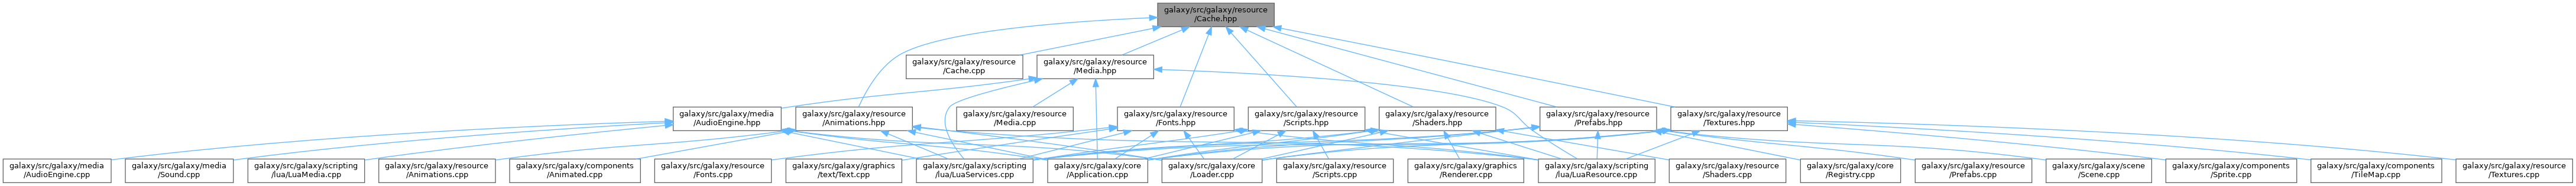 galaxy/src/galaxy/resource
/Cache.hpp
galaxy/src/galaxy/resource
/Cache.cpp
galaxy/src/galaxy/resource
/Media.hpp
galaxy/src/galaxy/media
/AudioEngine.hpp
galaxy/src/galaxy/resource
/Animations.hpp
galaxy/src/galaxy/resource
/Media.cpp
galaxy/src/galaxy/resource
/Fonts.hpp
galaxy/src/galaxy/resource
/Scripts.hpp
galaxy/src/galaxy/resource
/Shaders.hpp
galaxy/src/galaxy/resource
/Prefabs.hpp
galaxy/src/galaxy/resource
/Textures.hpp
galaxy/src/galaxy/media
/AudioEngine.cpp
galaxy/src/galaxy/media
/Sound.cpp
galaxy/src/galaxy/scripting
/lua/LuaMedia.cpp
galaxy/src/galaxy/resource
/Animations.cpp
galaxy/src/galaxy/components
/Animated.cpp
galaxy/src/galaxy/resource
/Fonts.cpp
galaxy/src/galaxy/graphics
/text/Text.cpp
galaxy/src/galaxy/scripting
/lua/LuaServices.cpp
galaxy/src/galaxy/core
/Application.cpp
galaxy/src/galaxy/core
/Loader.cpp
galaxy/src/galaxy/resource
/Scripts.cpp
galaxy/src/galaxy/graphics
/Renderer.cpp
galaxy/src/galaxy/scripting
/lua/LuaResource.cpp
galaxy/src/galaxy/resource
/Shaders.cpp
galaxy/src/galaxy/core
/Registry.cpp
galaxy/src/galaxy/resource
/Prefabs.cpp
galaxy/src/galaxy/scene
/Scene.cpp
galaxy/src/galaxy/components
/Sprite.cpp
galaxy/src/galaxy/components
/TileMap.cpp
galaxy/src/galaxy/resource
/Textures.cpp